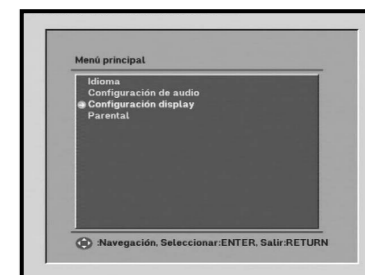 Menú principal
Idioma
Configuración de audio
Configuración display
Parental
:Navegación, Seleccionar:ENTER, Salir:RETURN